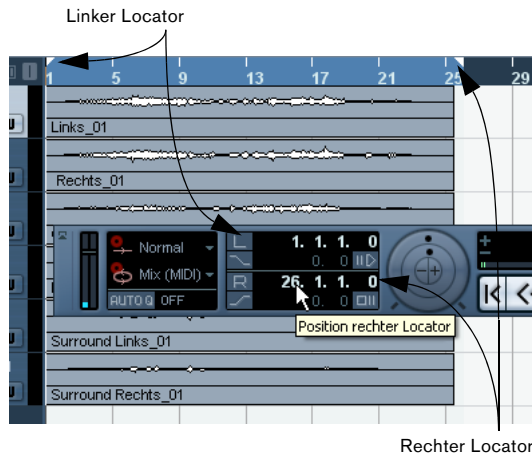 Linker Locator
1 5 9 13 17 21 25 29
Links_01
Rechts_01
Normal
L 1. 1. 1. 0
0. 0
Mix (MIDI)
R 26. 1. 1. 0
AUTO Q OFF
0. 0
Position rechter Locator
Surround Links_01
Surround Rechts_01
Rechter Locator